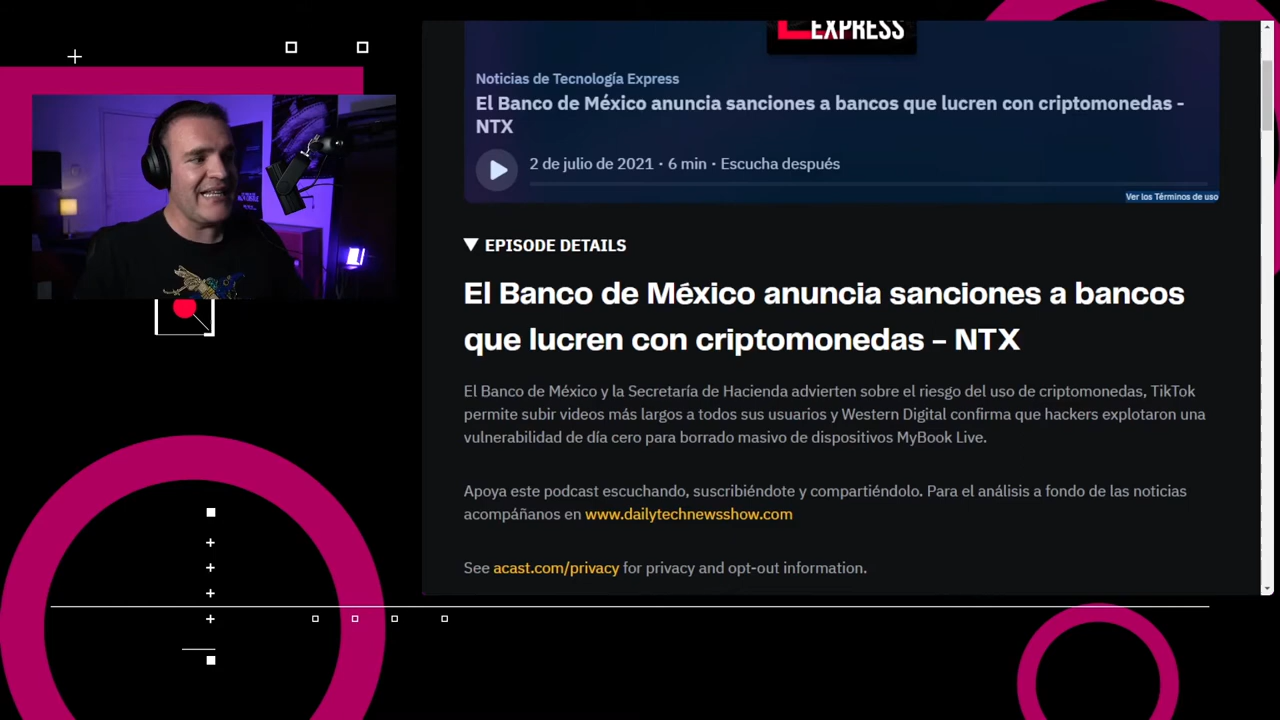 EXPRESS
Noticias de Tecnología Express
El Banco de México anuncia sanciones a bancos que lucren con criptomonedas -
NTX
2 de julio de 2021 · 6 min · Escucha después
Ver los Términos de uso
▼ EPISODE DETAILS
El Banco de México anuncia sanciones a bancos
que lucren con criptomonedas – NTX
El Banco de México y la Secretaría de Hacienda advierten sobre el riesgo del uso de criptomonedas, TikTok
permite subir videos más largos a todos sus usuarios y Western Digital confirma que hackers explotaron una
vulnerabilidad de día cero para borrado masivo de dispositivos MyBook Live.
Apoya este podcast escuchando, suscribiéndote y compartiéndolo. Para el análisis a fondo de las noticias
acompáñanos en www.dailytechnewsshow.com
See acast.com/privacy for privacy and opt-out information.